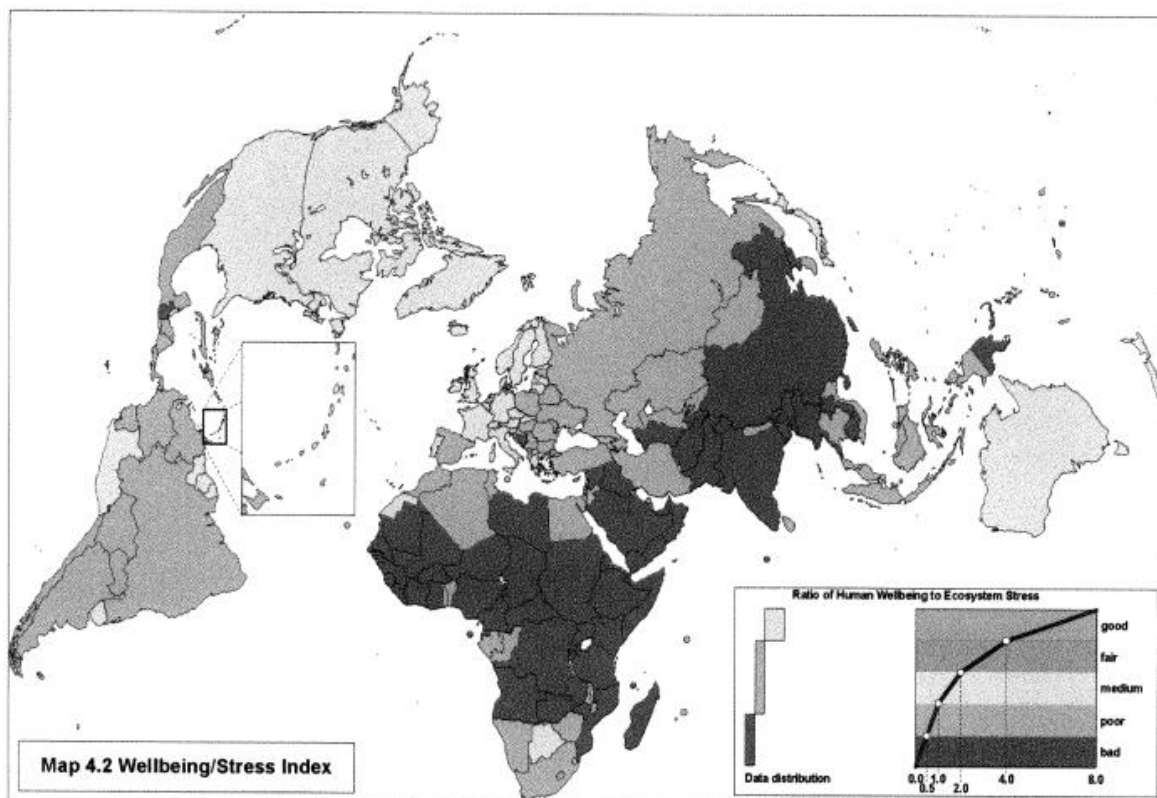 Map 4.2 Wellbeing/Stress Index
Ratio of Human Wellbeing to Ecosystem Stress
good
fair
medium
poor
bad
0.0 0.5 1.0 2.0 4.0 8.0
Data distribution